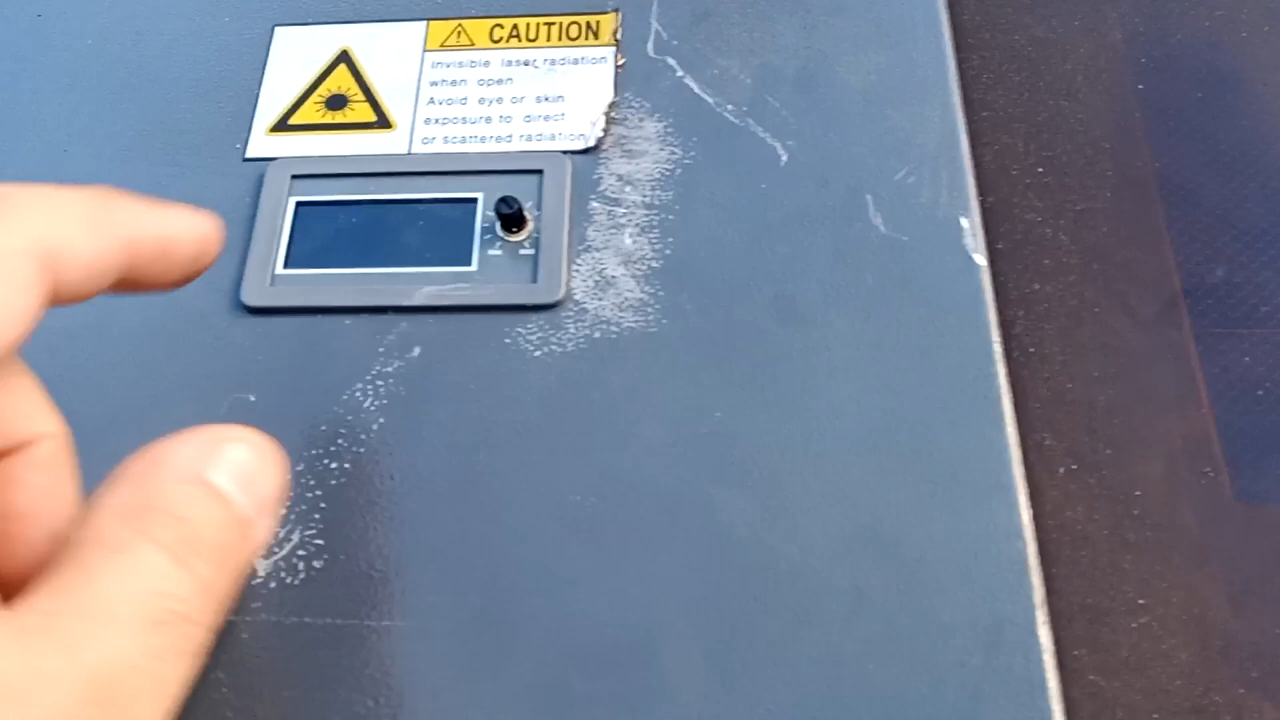 CAUTION
Invisible laser radiation
when open
Avoid eye or skin
exposure to direct
or scattered radiation